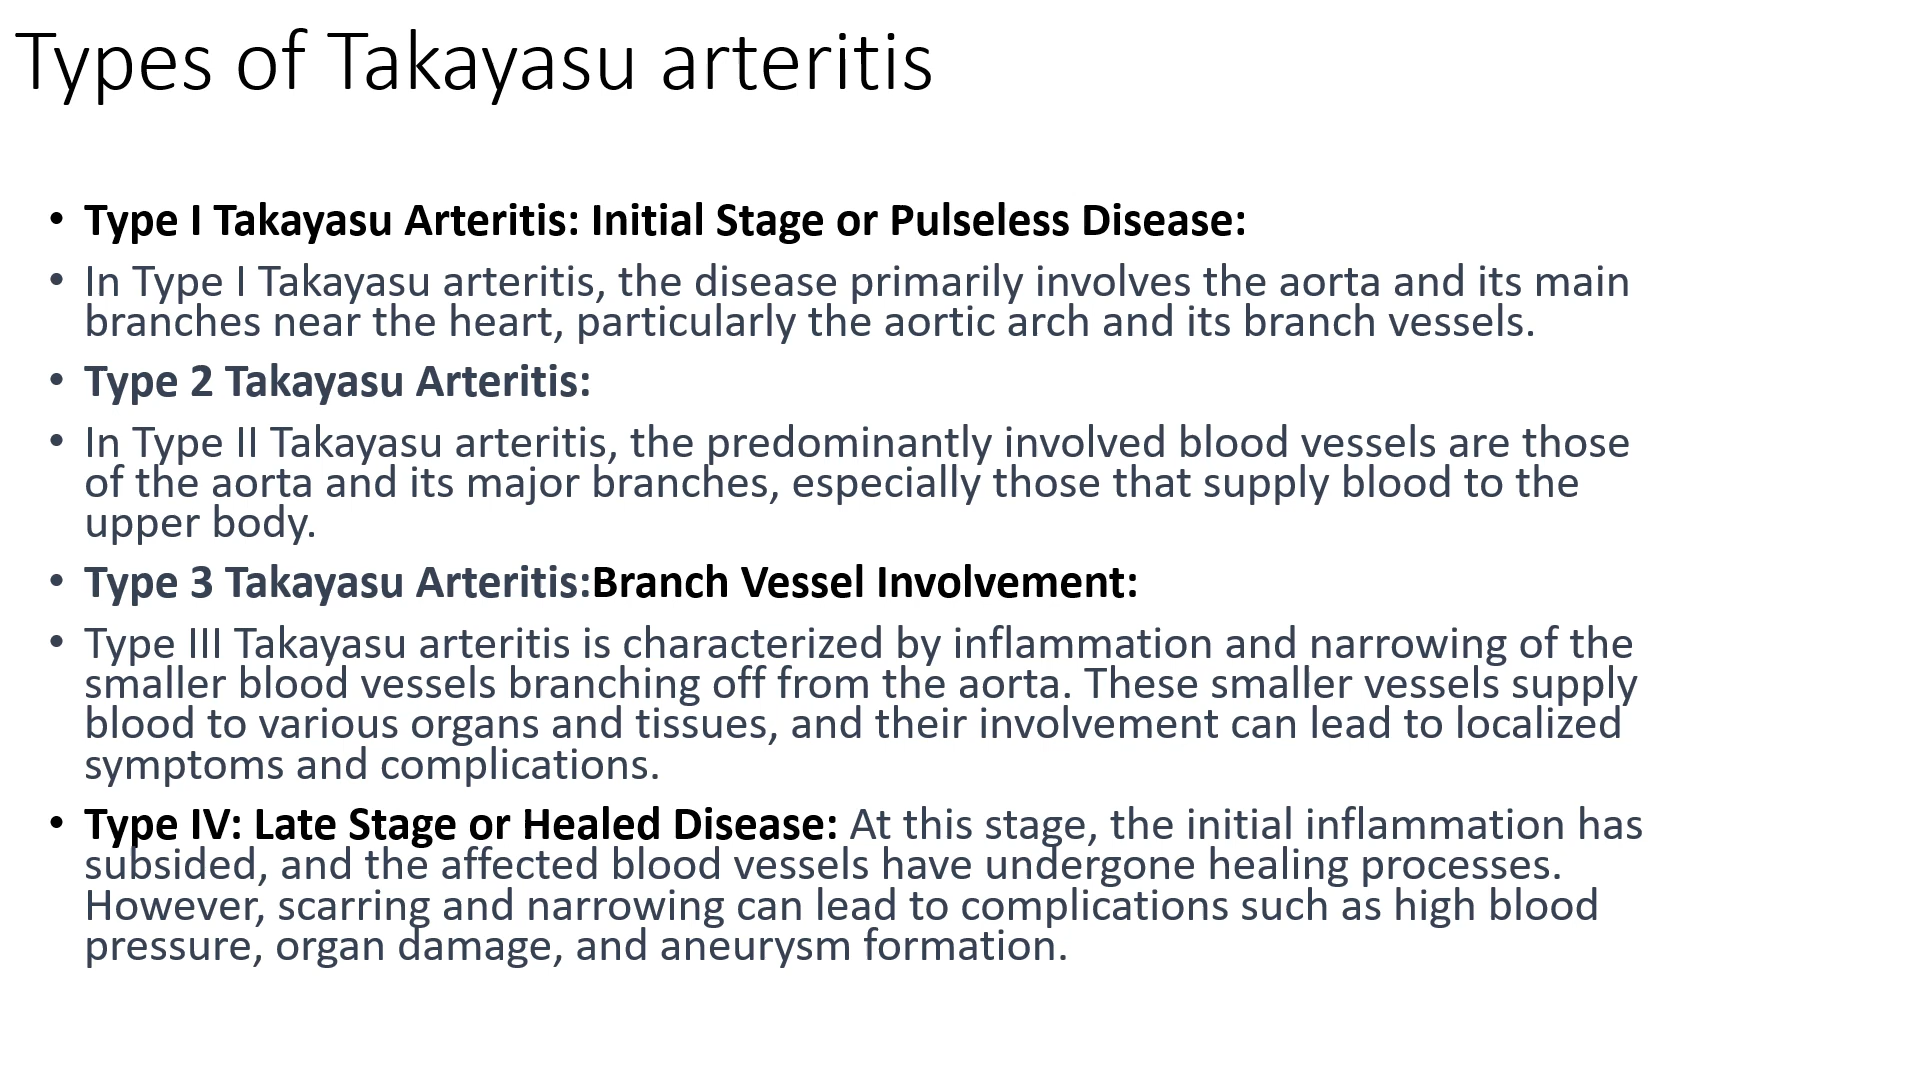 Types of Takayasu arteritis
• Type I Takayasu Arteritis: Initial Stage or Pulseless Disease:
• In Type I Takayasu arteritis, the disease primarily involves the aorta and its main
branches near the heart, particularly the aortic arch and its branch vessels.
• Type 2 Takayasu Arteritis:
• In Type II Takayasu arteritis, the predominantly involved blood vessels are those
of the aorta and its major branches, especially those that supply blood to the
upper body.
• Type 3 Takayasu Arteritis:Branch Vessel Involvement:
• Type III Takayasu arteritis is characterized by inflammation and narrowing of the
smaller blood vessels branching off from the aorta. These smaller vessels supply
blood to various organs and tissues, and their involvement can lead to localized
symptoms and complications.
• Type IV: Late Stage or Healed Disease: At this stage, the initial inflammation has
subsided, and the affected blood vessels have undergone healing processes.
However, scarring and narrowing can lead to complications such as high blood
pressure, organ damage, and aneurysm formation.